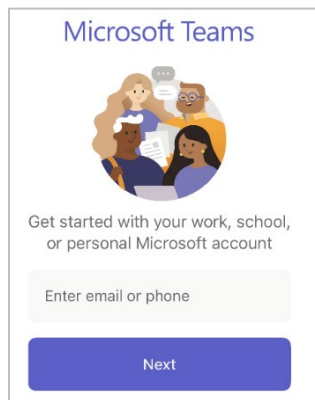 Microsoft Teams
Get started with your work, school,
or personal Microsoft account
Enter email or phone
Next